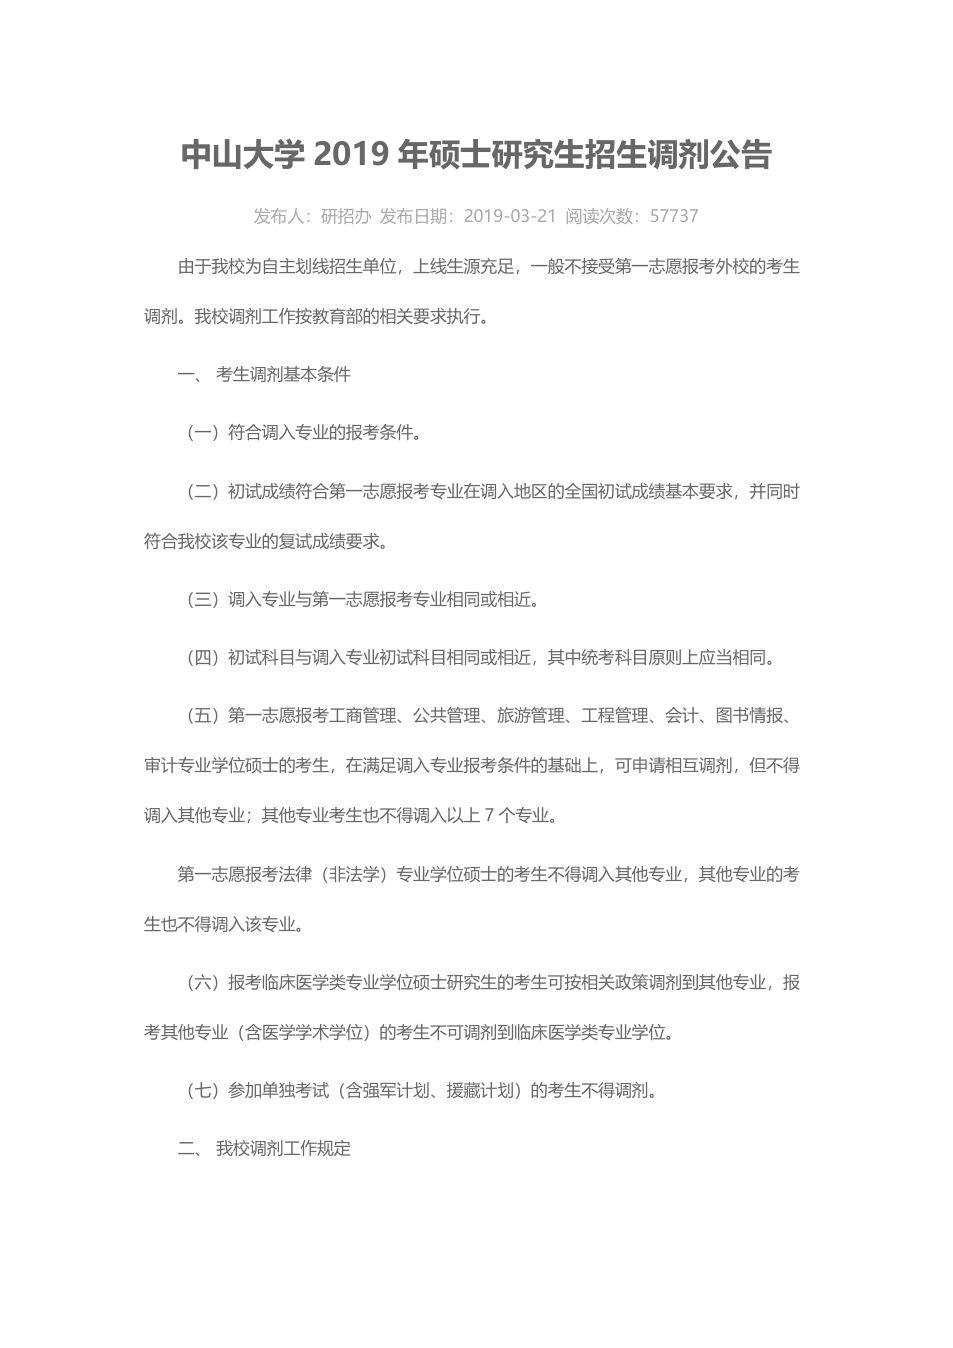 中山大学 2019 年硕士研究生招生调剂公告
发布人：研招办 发布日期：2019-03-21 阅读次数：57737
由于我校为自主划线招生单位，上线生源充足，一般不接受第一志愿报考外校的考生
调剂。我校调剂工作按教育部的相关要求执行。
一、 考生调剂基本条件
（一）符合调入专业的报考条件。
（二）初试成绩符合第一志愿报考专业在调入地区的全国初试成绩基本要求，并同时
符合我校该专业的复试成绩要求。
（三）调入专业与第一志愿报考专业相同或相近。
（四）初试科目与调入专业初试科目相同或相近，其中统考科目原则上应当相同。
（五）第一志愿报考工商管理、公共管理、旅游管理、工程管理、会计、图书情报、
审计专业学位硕士的考生，在满足调入专业报考条件的基础上，可申请相互调剂，但不得
调入其他专业；其他专业考生也不得调入以上 7 个专业。
第一志愿报考法律（非法学）专业学位硕士的考生不得调入其他专业，其他专业的考
生也不得调入该专业。
（六）报考临床医学类专业学位硕士研究生的考生可按相关政策调剂到其他专业，报
考其他专业（含医学学术学位）的考生不可调剂到临床医学类专业学位。
（七）参加单独考试（含强军计划、援藏计划）的考生不得调剂。
二、 我校调剂工作规定